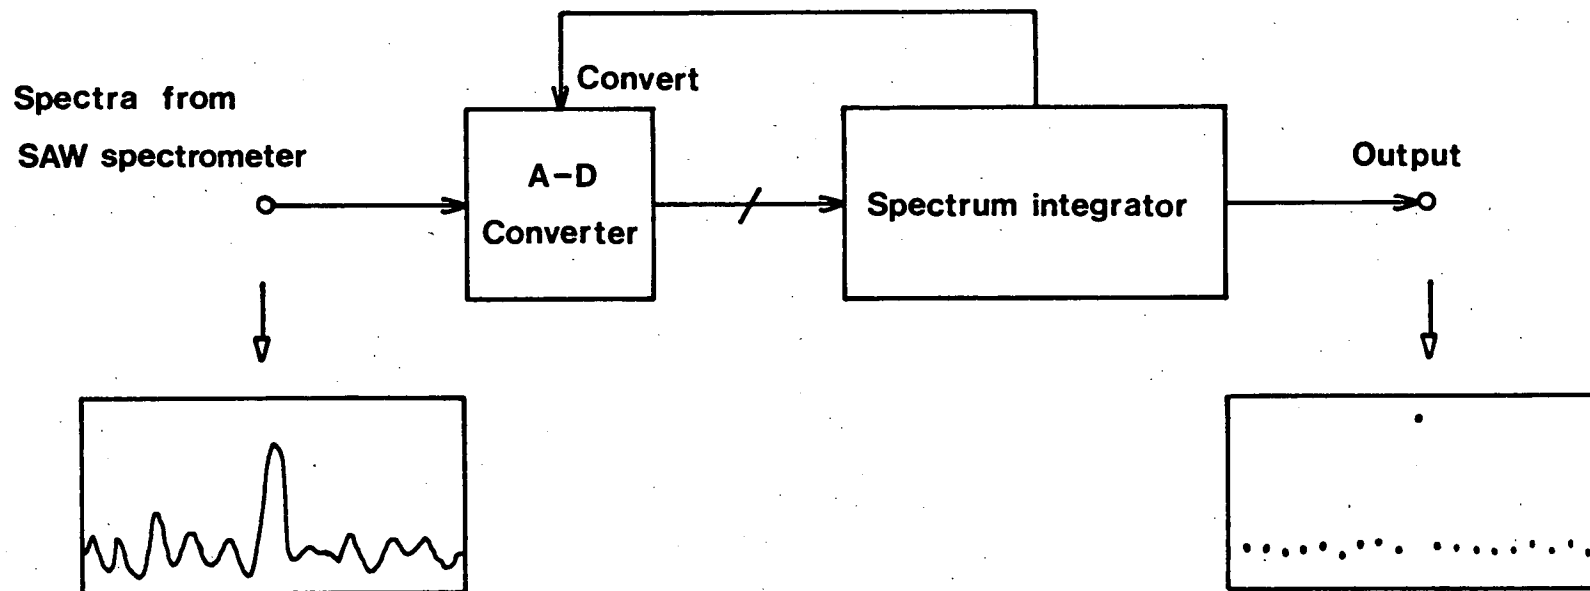 Convert
Spectra from
SAW spectrometer
A-D
Converter
Spectrum integrator
Output